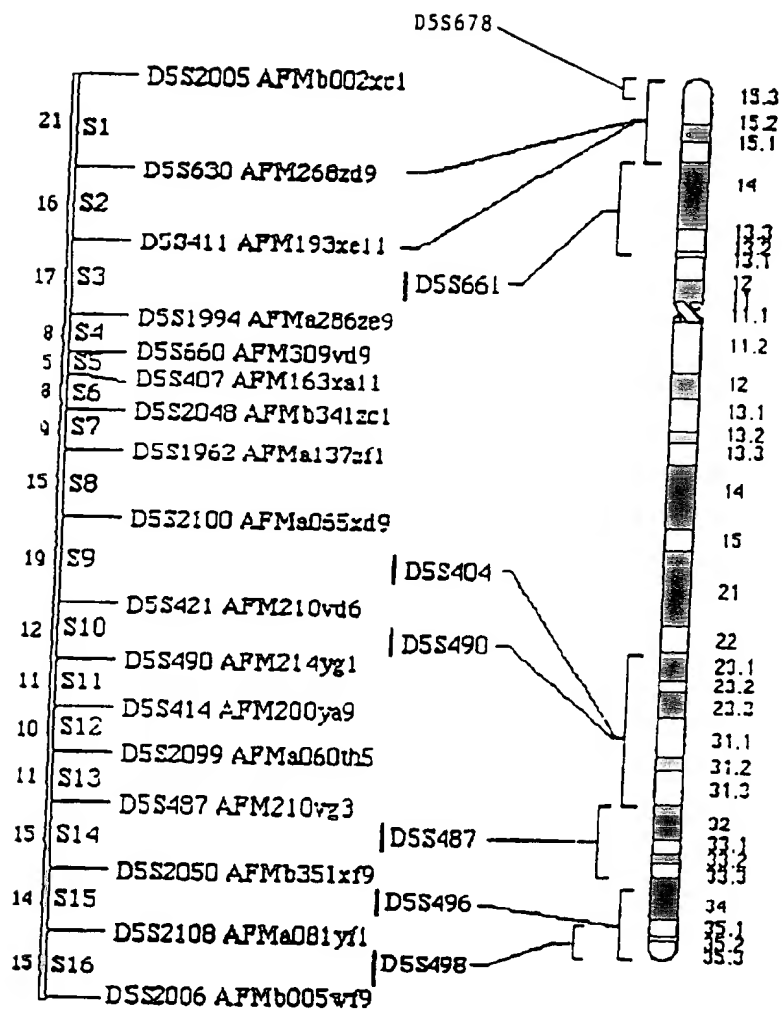 D5S678
D5S2005 AFMb002xc1
21 S1
D5S630 AFM268zd9
16 S2
D5S411 AFM193xe11
17 S3
D5S661
D5S1994 AFMa286ze9
8 S4
D5S660 AFM309vd9
5 S5
D5S407 AFM163xa11
8 S6
D5S2048 AFMb341zc1
9 S7
D5S1962 AFMa137zf1
15 S8
D5S2100 AFMa065xd9
19 S9
D5S404
D5S421 AFM210vd6
12 S10
D5S490
D5S490 AFM214yg1
11 S11
D5S414 AFM200ya9
10 S12
D5S2099 AFMa060th5
11 S13
D5S487 AFM210vg3
15 S14
D5S487
D5S2050 AFMb351xf9
14 S15
D5S496
D5S2108 AFMa081yf1
15 S16
D5S498
D5S2006 AFMb005wf9
15.3
15.2
15.1
14
13.3
13.2
13.1
12
11
11.1
11.2
12
13.1
13.2
13.3
14
15
21
22
23.1
23.2
23.3
31.1
31.2
31.3
32
33.1
33.2
33.3
34
35.1
35.2
35.3